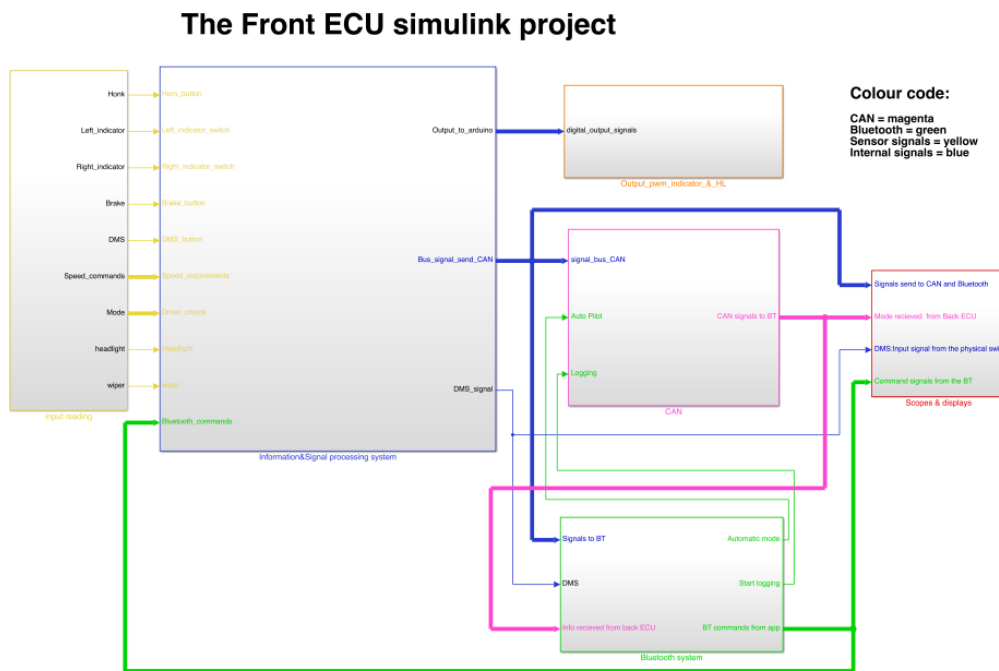 The Front ECU simulink project
Honk
Left_indicator
Right_indicator
Brake
DMS
Speed_commands
Mode
headlight
wiper
input reading
Horn_button
Left_indicator_switch
Right_indicator_switch
Brake_button
DMS_button
Speed_requirements
Driver_choice
Headlight
wiper
Bluetooth_commands
Output_to_arduino
Bus_signal_send_CAN
DMS_signal
Information&Signal processing system
digital_output_signals
Output_pwm_indicator_&_HL
Colour code:
CAN = magenta
Bluetooth = green
Sensor signals = yellow
Internal signals = blue
signal_bus_CAN
Auto Pilot
Logging
CAN signals to BT
CAN
Signals send to CAN and Bluetooth
Mode recieved from Back ECU
DMS:Input signal from the physical swi
Command signals from the BT
Scopes & displays
Signals to BT
DMS
Info recieved from back ECU
Automatic mode
Start logging
BT commands from app
Bluetooth system